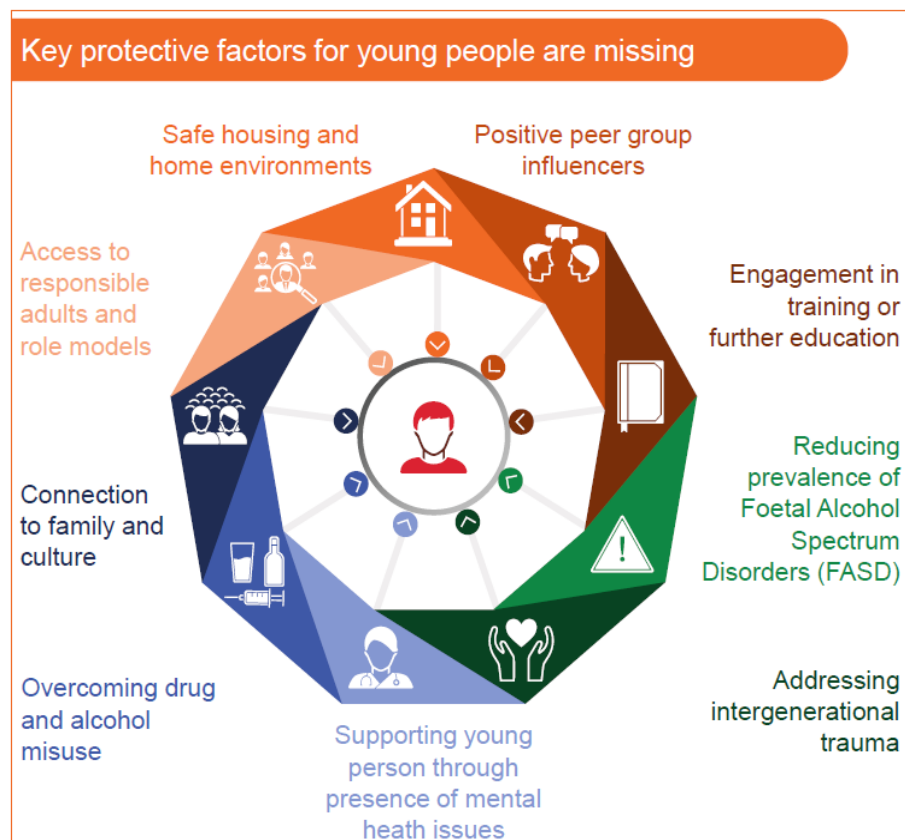 Key protective factors for young people are missing
Safe housing and
home environments
Positive peer group
influencers
Engagement in
training or
further education
Reducing
prevalence of
Foetal Alcohol
Spectrum
Disorders (FASD)
Addressing
intergenerational
trauma
Supporting young
person through
presence of mental
heath issues
Overcoming drug
and alcohol
misuse
Connection
to family and
culture
Access to
responsible
adults and
role models